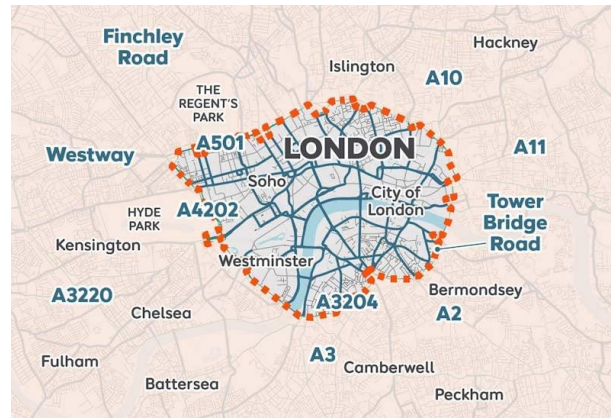 Finchley
Road
Hackney
Islington
A10
THE
REGENT'S
PARK
A501
LONDON
Westway
A11
Soho
City of
London
A4202
HYDE
PARK
Tower
Bridge
Road
Kensington
Westminster
A3220
A3204
Bermondsey
Chelsea
A2
A3
Fulham
Camberwell
Battersea
Peckham